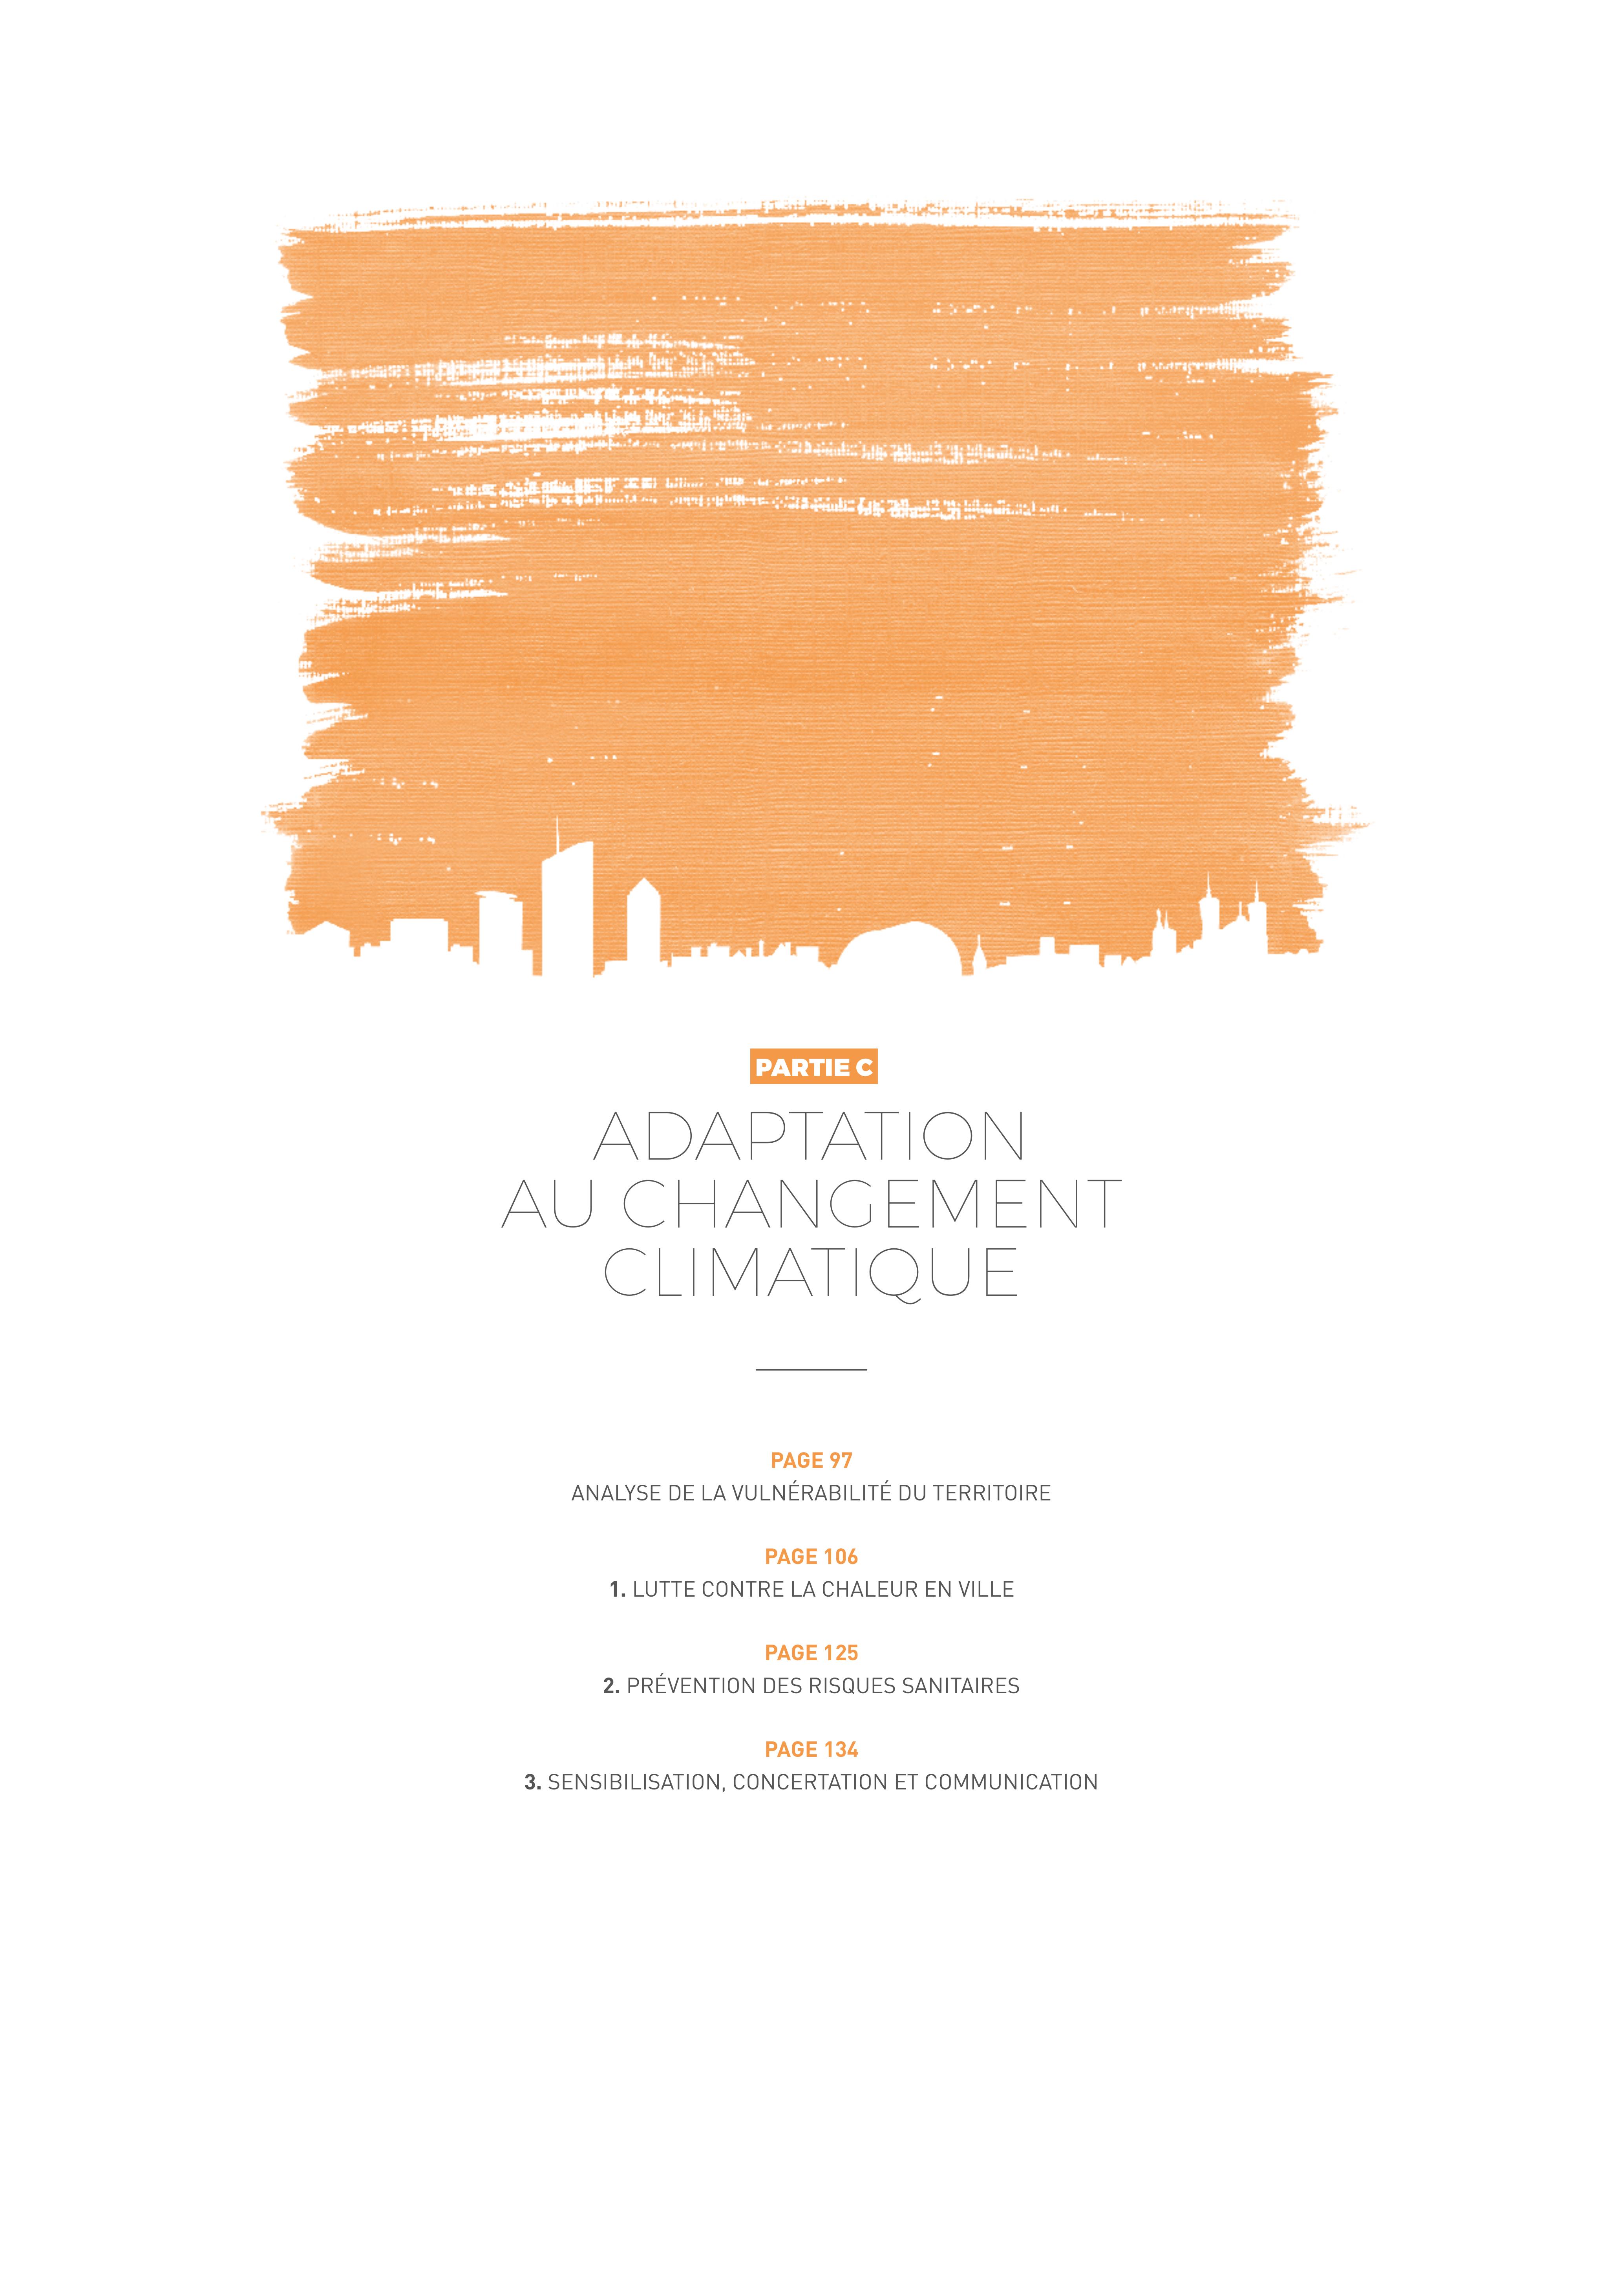 PARTIE C
ADAPTATION
AU CHANGEMENT
CLIMATIQUE
PAGE 97
ANALYSE DE LA VULNÉRABILITÉ DU TERRITOIRE
PAGE 106
1. LUTTE CONTRE LA CHALEUR EN VILLE
PAGE 125
2. PRÉVENTION DES RISQUES SANITAIRES
PAGE 134
3. SENSIBILISATION, CONCERTATION ET COMMUNICATION